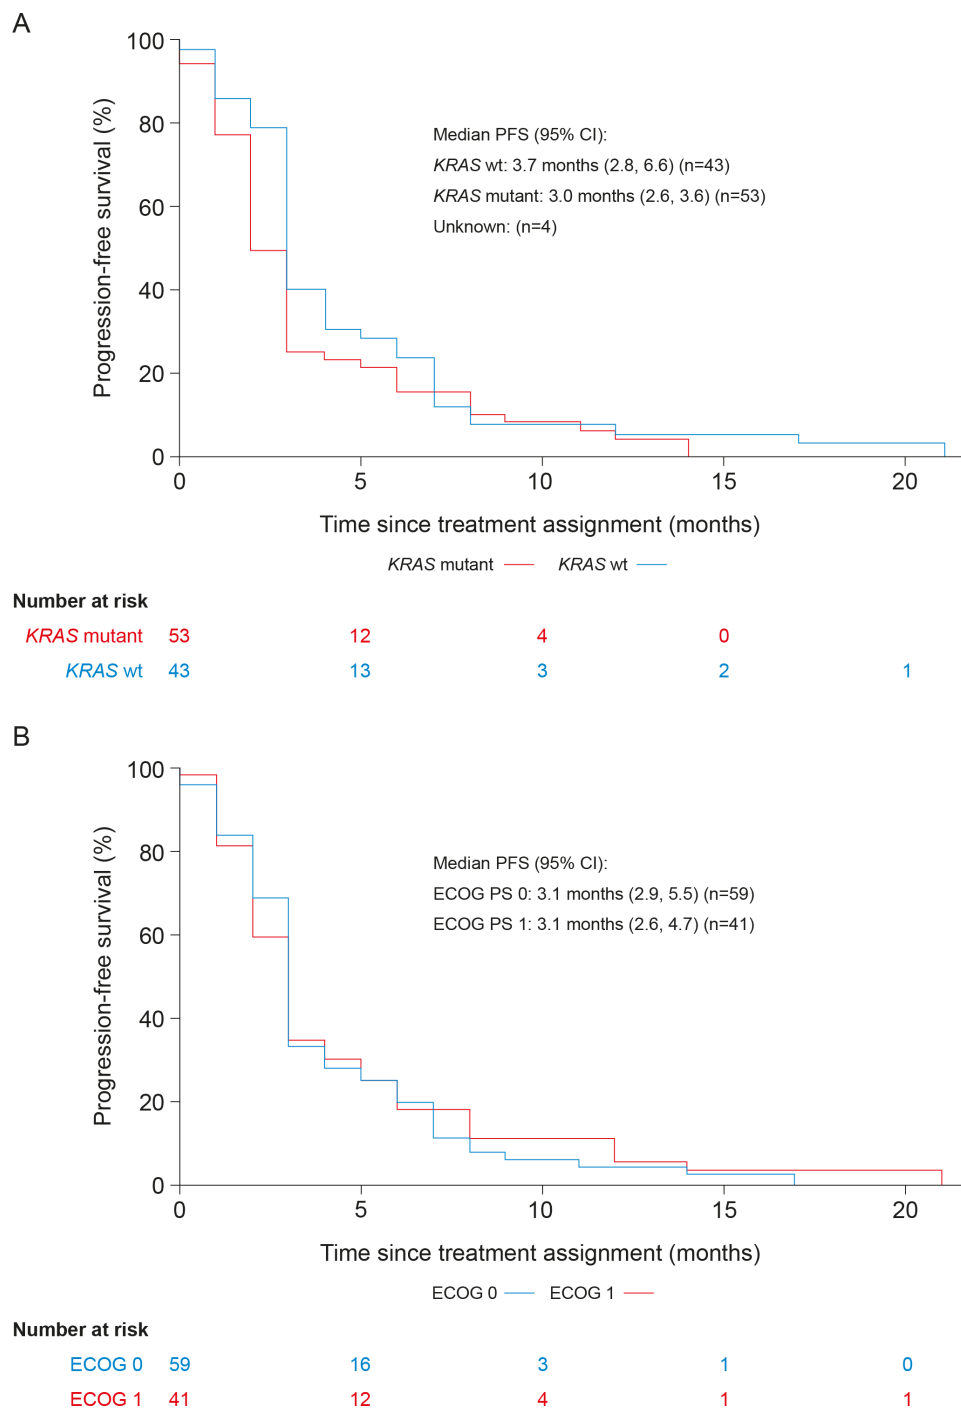 A
100
80
60
40
20
0
Progression-free survival (%)
Median PFS (95% CI):
KRAS wt: 3.7 months (2.8, 6.6) (n=43)
KRAS mutant: 3.0 months (2.6, 3.6) (n=53)
Unknown: (n=4)
0 5 10 15 20
Time since treatment assignment (months)
KRAS mutant KRAS wt
Number at risk
KRAS mutant 53 12 4 0
KRAS wt 43 13 3 2 1
B
100
80
60
40
20
0
Progression-free survival (%)
Median PFS (95% CI):
ECOG PS 0: 3.1 months (2.9, 5.5) (n=59)
ECOG PS 1: 3.1 months (2.6, 4.7) (n=41)
0 5 10 15 20
Time since treatment assignment (months)
ECOG 0 ECOG 1
Number at risk
ECOG 0 59 16 3 1 0
ECOG 1 41 12 4 1 1